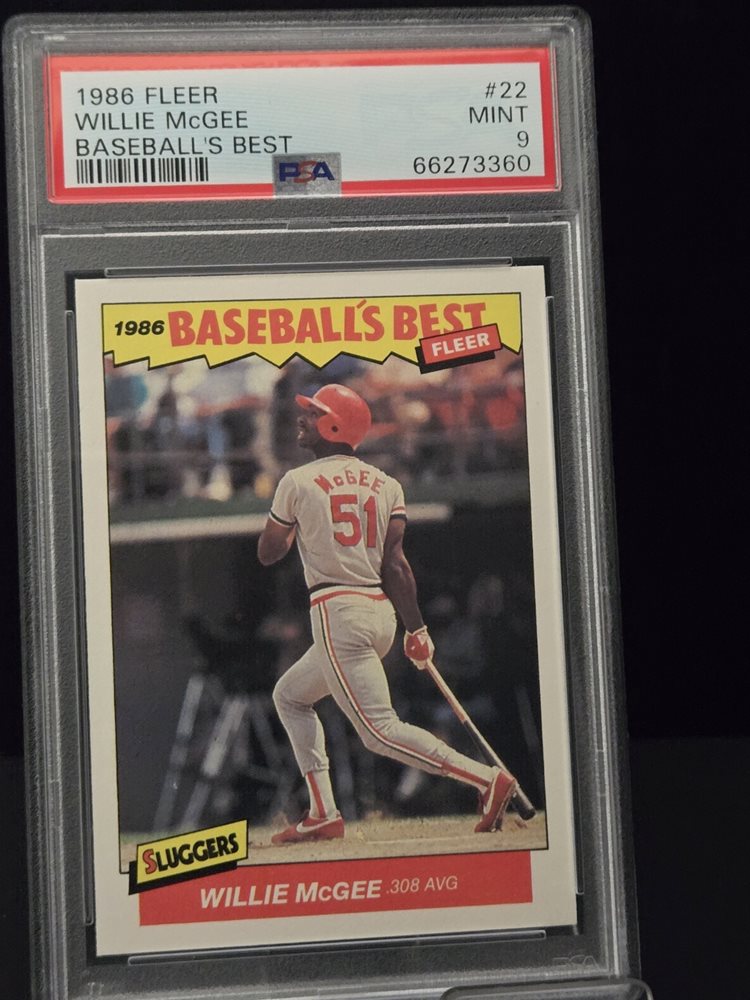 1986 FLEER #22
WILLIE McGEE MINT
BASEBALL'S BEST 9
PSA 66273360
1986 BASEBALL'S BEST
FLEER
McGEE
51
SLUGGERS
WILLIE McGEE .308 AVG
PSA